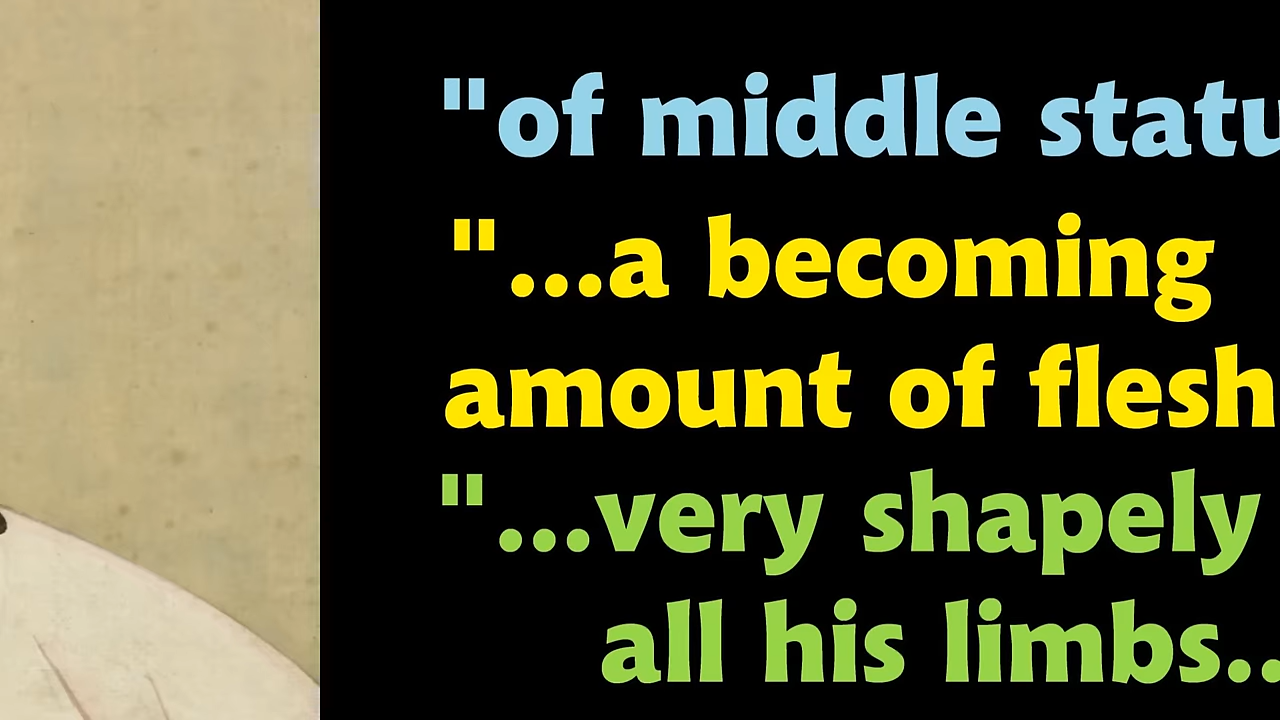 "of middle statu
"...a becoming
amount of flesh
"...very shapely
all his limbs..